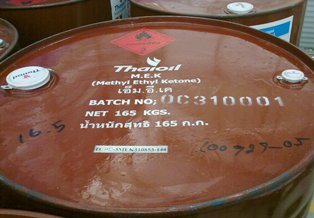 Thaioil
M.E.K
(Methyl Ethyl Ketone)
เอ็ม.อี.เค
BATCH NO; OC310001
NET 165 KGS.
น้ำหนักสุทธิ 165 ก.ก.
16.5